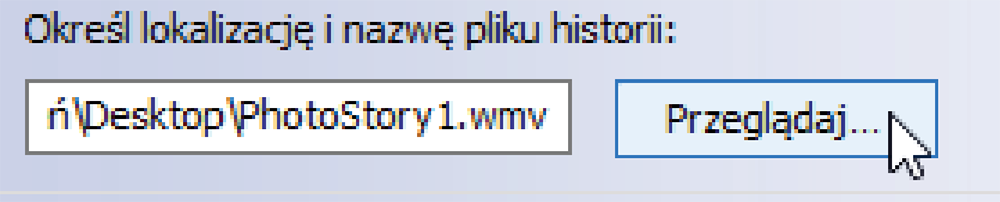 Określ lokalizację i nazwę pliku historii:
ń\Desktop\PhotoStory1.wmv Przeglądaj...